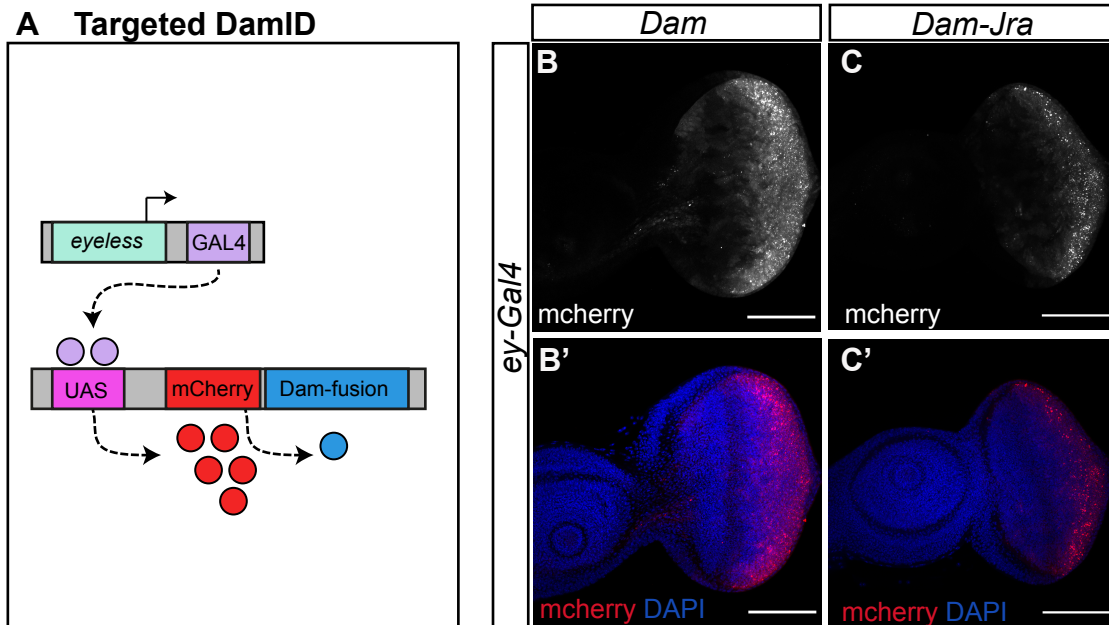 A Targeted DamID
eyeless
GAL4
UAS
mCherry
Dam-fusion
ey-Gal4
Dam
Dam-Jra
B
mcherry
C
mcherry
B'
mcherry DAPI
C'
mcherry DAPI